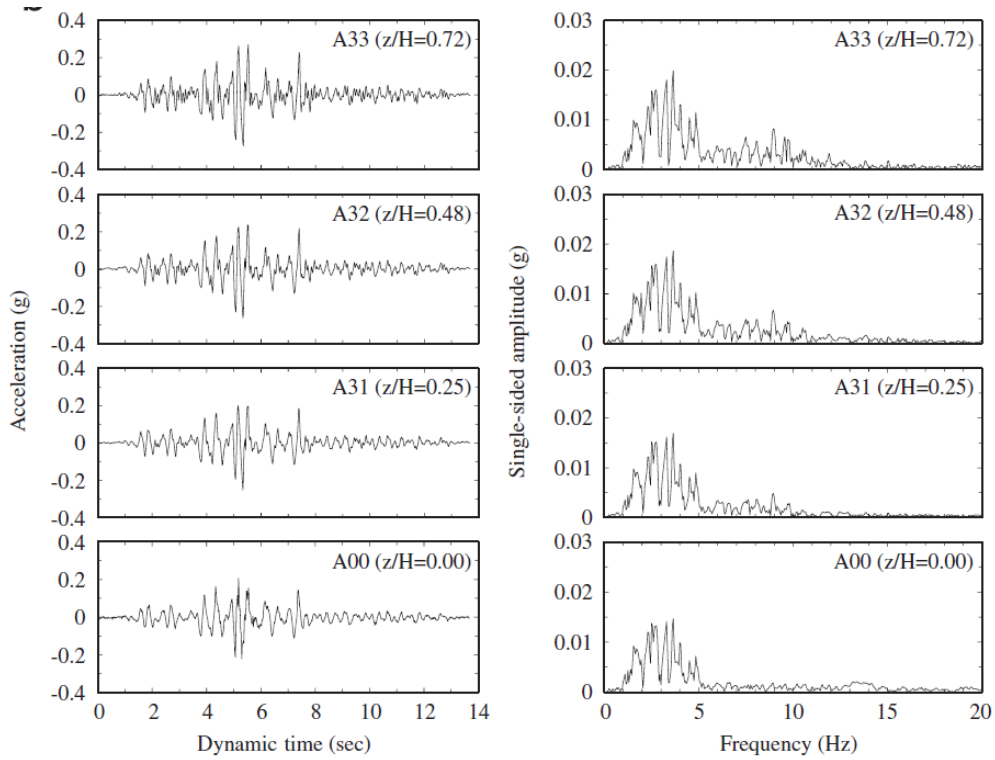 A33 (z/H=0.72)
A32 (z/H=0.48)
A31 (z/H=0.25)
A00 (z/H=0.00)
0.4
0.2
0
-0.2
-0.4
0.4
0.2
0
-0.2
-0.4
0.4
0.2
0
-0.2
-0.4
0.4
0.2
0
-0.2
-0.4
Acceleration (g)
0 2 4 6 8 10 12 14
Dynamic time (sec)
A33 (z/H=0.72)
A32 (z/H=0.48)
A31 (z/H=0.25)
A00 (z/H=0.00)
0.03
0.02
0.01
0
0.03
0.02
0.01
0
0.03
0.02
0.01
0
0.03
0.02
0.01
0
Single-sided amplitude (g)
0 5 10 15 20
Frequency (Hz)